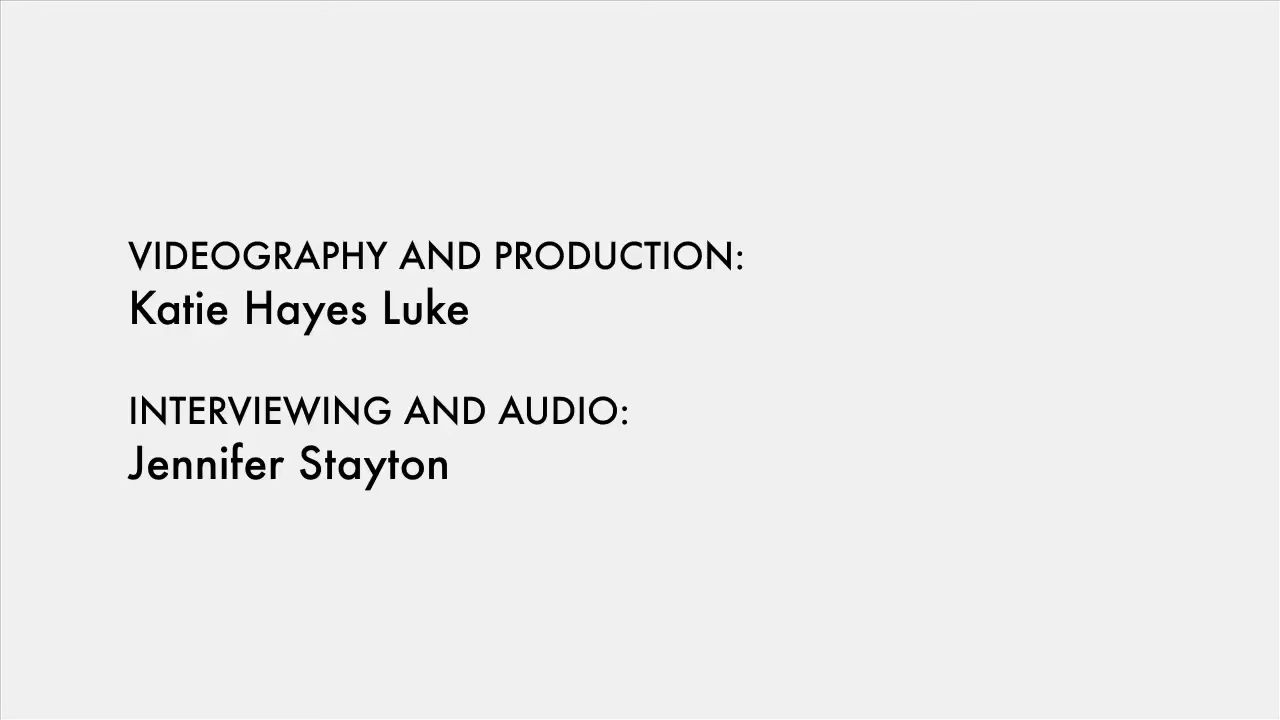 VIDEOGRAPHY AND PRODUCTION:
Katie Hayes Luke
INTERVIEWING AND AUDIO:
Jennifer Stayton